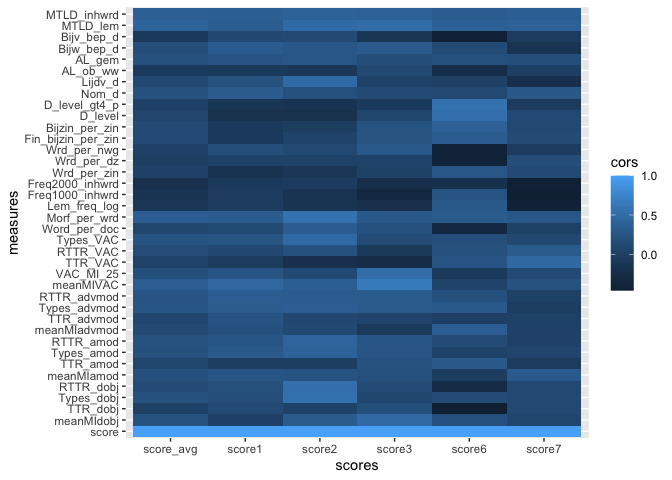 measures
MTLD_inhwrd
MTLD_lem
Bijv_bep_d
Bijw_bep_d
AL_gem
AL_ob_ww
Lijdv_d
Nom_d
D_level_gt4_p
D_level
Bijzin_per_zin
Fin_bijzin_per_zin
Wrd_per_nwg
Wrd_per_dz
Wrd_per_zin
Freq2000_inhwrd
Freq1000_inhwrd
Lem_freq_log
Morf_per_wrd
Word_per_doc
Types_VAC
RTTR_VAC
TTR_VAC
VAC_MI_25
meanMIVAC
RTTR_advmod
Types_advmod
TTR_advmod
meanMIadvmod
RTTR_amod
Types_amod
TTR_amod
meanMIamod
RTTR_dobj
Types_dobj
TTR_dobj
meanMIdobj
score
score_avg score1 score2 score3 score6 score7
scores
cors
1.0
0.5
0.0